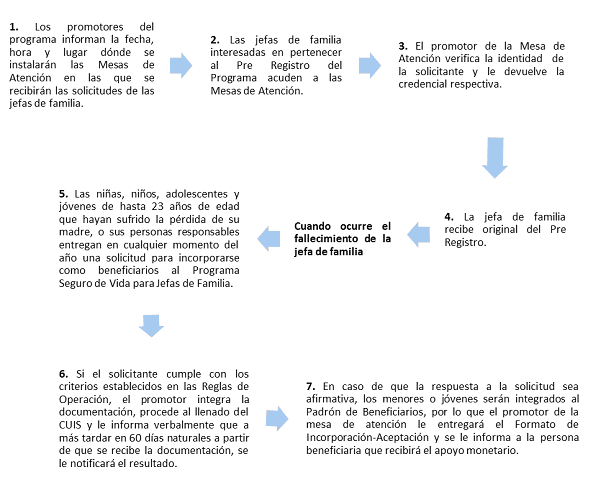 1. Los promotores del
programa informan la fecha,
hora y lugar dónde se
instalarán las Mesas de
Atención en las que se
recibirán las solicitudes de las
jefas de familia.
2. Las jefas de familia
interesadas en pertenecer
al Pre Registro del
Programa acuden a las
Mesas de Atención.
3. El promotor de la Mesa de
Atención verifica la identidad de
la solicitante y le devuelve la
credencial respectiva.
4. La jefa de familia
recibe original del Pre
Registro.
Cuando ocurre el
fallecimiento de la
jefa de familia
5. Las niñas, niños, adolescentes y
jóvenes de hasta 23 años de edad
que hayan sufrido la pérdida de su
madre, o sus personas responsables
entregan en cualquier momento del
año una solicitud para incorporarse
como beneficiarios al Programa
Seguro de Vida para Jefas de Familia.
6. Si el solicitante cumple con los
criterios establecidos en las Reglas de
Operación, el promotor integra la
documentación, procede al llenado del
CUIS y le informa verbalmente que a
más tardar en 60 días naturales a partir
de que se recibe la documentación, se
le notificará el resultado.
7. En caso de que la respuesta a la solicitud sea
afirmativa, los menores o jóvenes serán integrados al
Padrón de Beneficiarios, por lo que el promotor de la
mesa de atención le entregará el Formato de
Incorporación-Aceptación y se le informa a la persona
beneficiaria que recibirá el apoyo monetario.